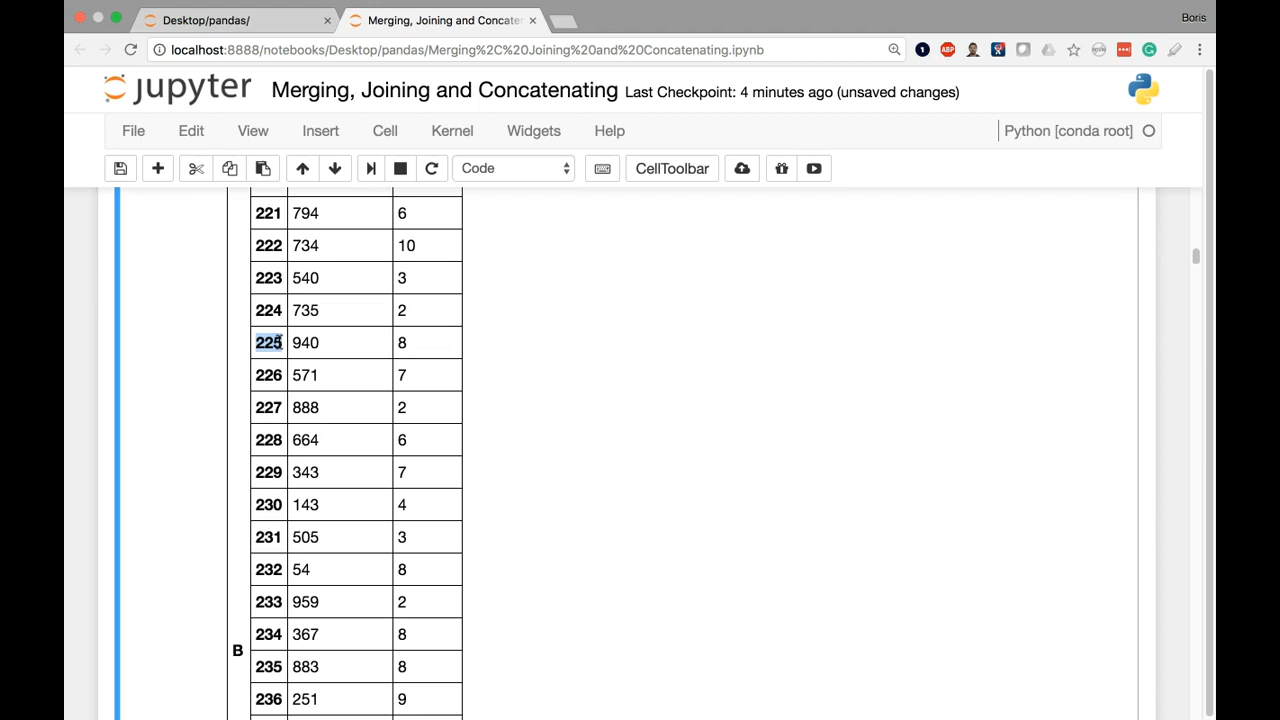 Desktop/pandas/
Merging, Joining and Concaten
Boris
localhost:8888/notebooks/Desktop/pandas/Merging%2C%20Joining%20and%20Concatenating.ipynb
1 ABP
jupyter Merging, Joining and Concatenating Last Checkpoint: 4 minutes ago (unsaved changes)
File Edit View Insert Cell Kernel Widgets Help Python [conda root]
Code CellToolbar
221 794 6
222 734 10
223 540 3
224 735 2
225 940 8
226 571 7
227 888 2
228 664 6
229 343 7
230 143 4
231 505 3
232 54 8
233 959 2
234 367 8
B
235 883 8
236 251 9